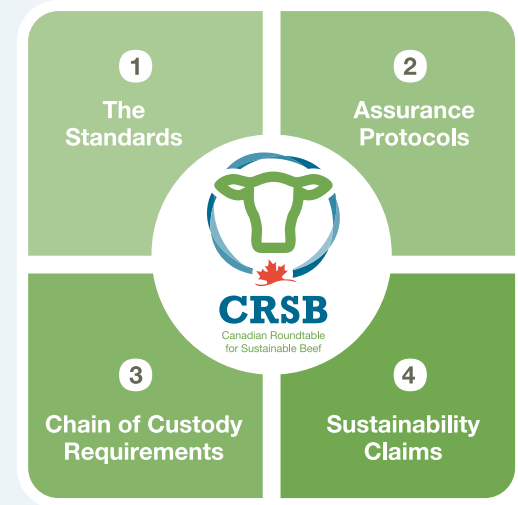 1
The
Standards
2
Assurance
Protocols
CRSB
Canadian Roundtable
for Sustainable Beef
3
Chain of Custody
Requirements
4
Sustainability
Claims